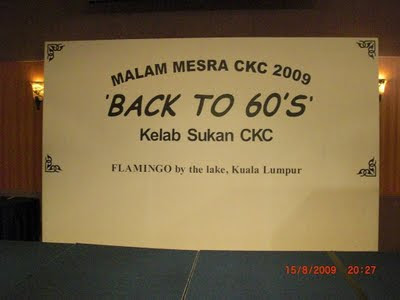 MALAM MESRA CKC 2009
'BACK TO 60'S'
Kelab Sukan CKC
FLAMINGO by the lake, Kuala Lumpur
15/8/2009 20:27